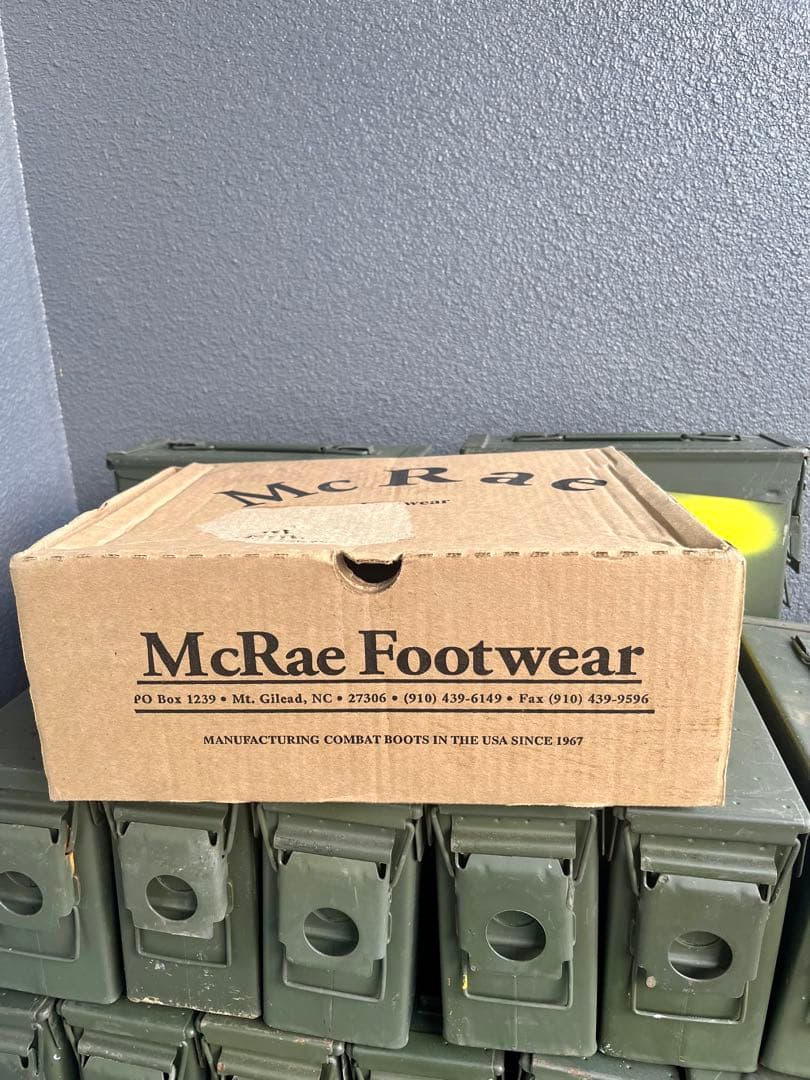 McRae
wear
McRae Footwear
PO Box 1239 • Mt. Gilead, NC • 27306 • (910) 439-6149 • Fax (910) 439-9596
MANUFACTURING COMBAT BOOTS IN THE USA SINCE 1967